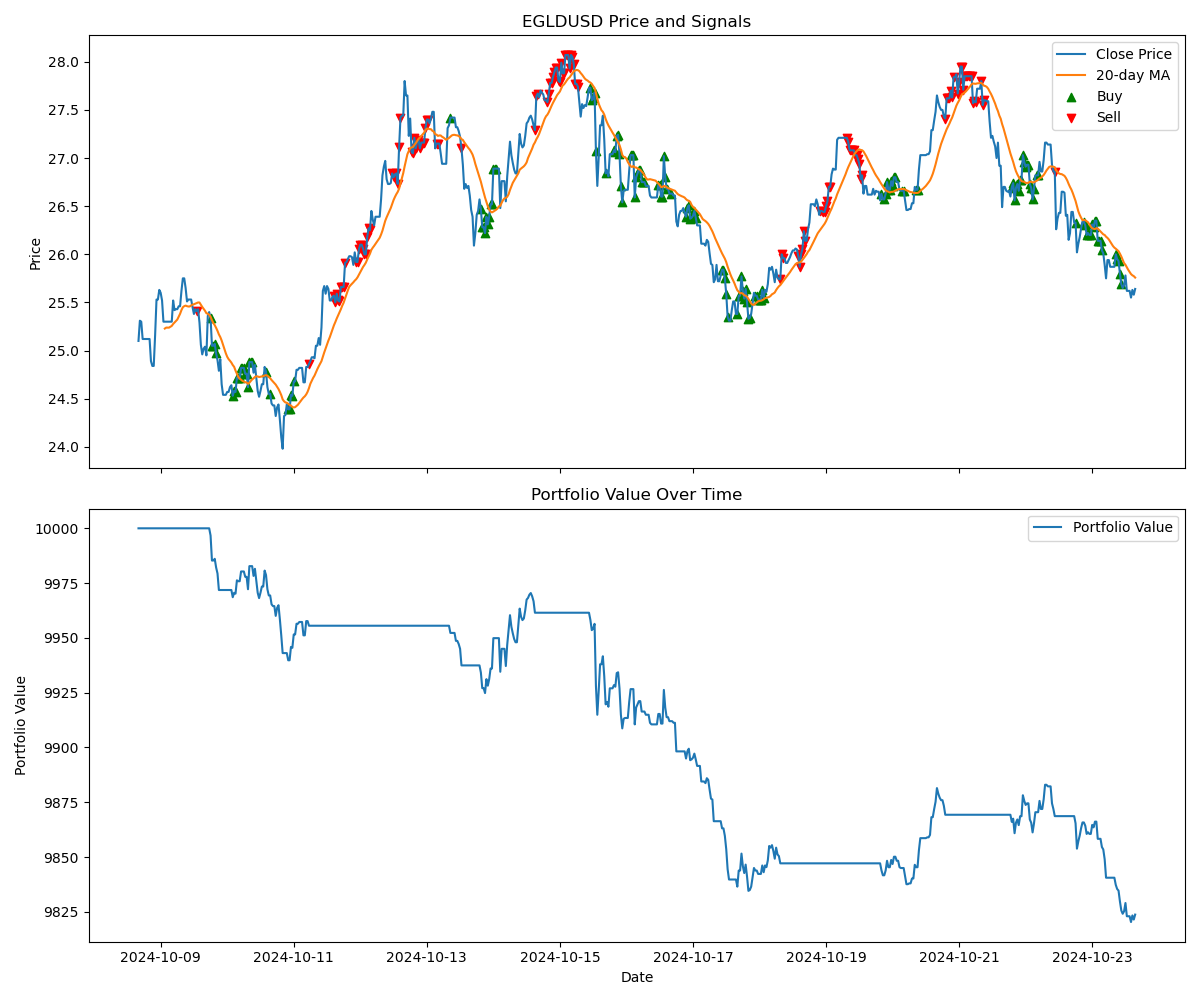 EGLDUSD Price and Signals
Price
28.0
27.5
27.0
26.5
26.0
25.5
25.0
24.5
24.0
Close Price
20-day MA
Buy
Sell
Portfolio Value Over Time
Portfolio Value
10000
9975
9950
9925
9900
9875
9850
9825
Portfolio Value
2024-10-09
2024-10-11
2024-10-13
2024-10-15
2024-10-17
2024-10-19
2024-10-21
2024-10-23
Date